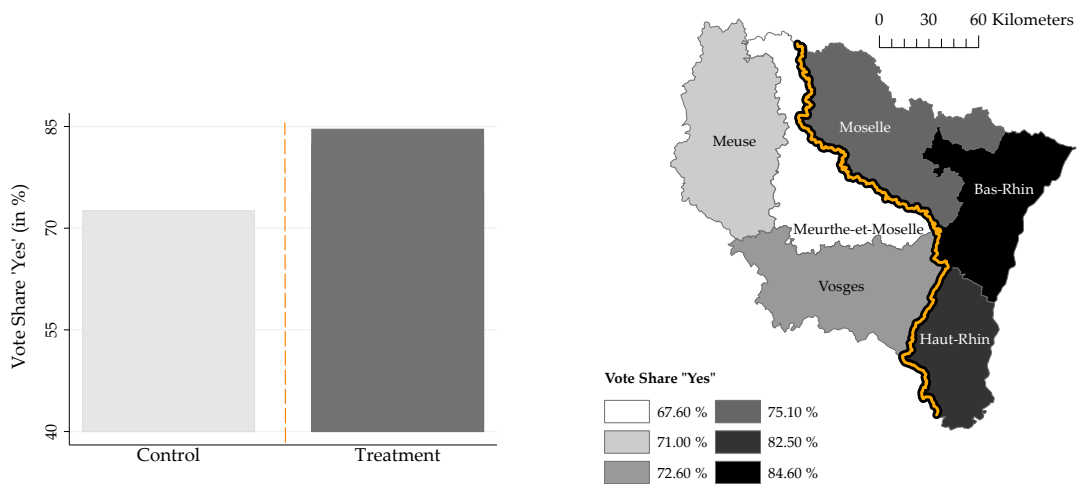 Vote Share 'Yes' (in %)
85
70
55
40
Control
Treatment
0 30 60 Kilometers
Meuse
Moselle
Bas-Rhin
Meurthe-et-Moselle
Vosges
Haut-Rhin
Vote Share "Yes"
67.60 % 75.10 %
71.00 % 82.50 %
72.60 % 84.60 %